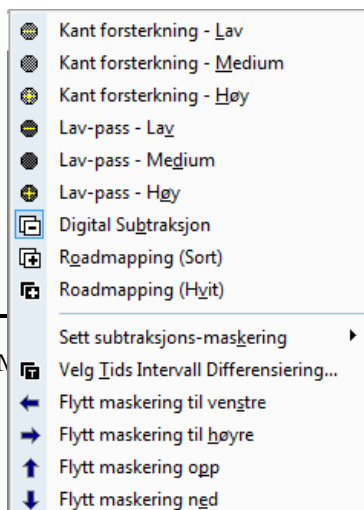 Kant forsterkning - Lav
Kant forsterkning - Medium
Kant forsterkning - Høy
Lav-pass - Lav
Lav-pass - Medium
Lav-pass - Høy
Digital Subtraksjon
Roadmapping (Sort)
Roadmapping (Hvit)
Sett subtraksjons-maskering
Velg Tids Intervall Differensiering...
Flytt maskering til venstre
Flytt maskering til høyre
Flytt maskering opp
Flytt maskering ned